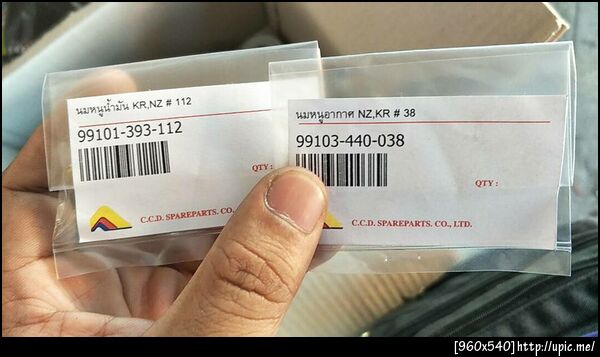 นมหนูน้ำมัน KR,NZ # 112
99101-393-112
QTY :
C.C.D. SPAREPARTS. CO.,
นมหนูอากาศ NZ,KR # 38
99103-440-038
QTY :
C.C.D. SPAREPARTS. CO., LTD.
[960x540]http://upic.me/